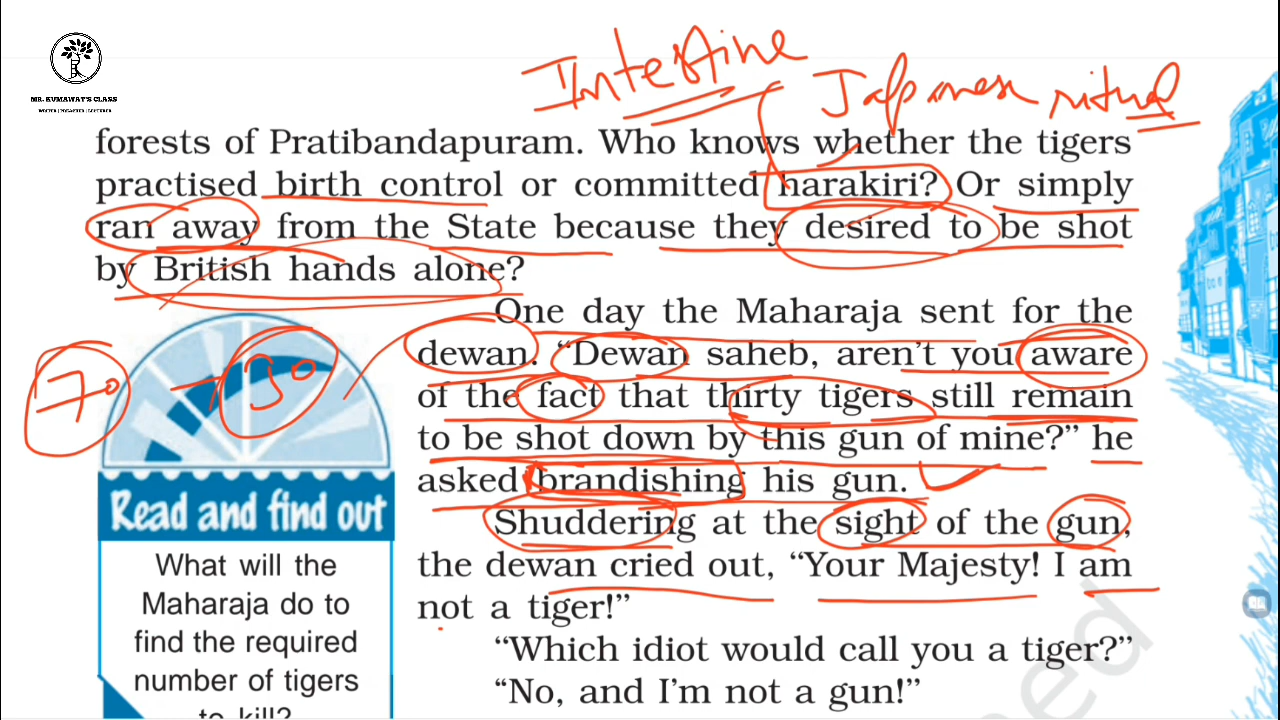 Intestine
Japanese ritual
MR. KUMAWAT'S CLASS
forests of Pratibandapuram. Who knows whether the tigers
practised birth control or committed harakiri? Or simply
ran away from the State because they desired to be shot
by British hands alone?
One day the Maharaja sent for the
dewan. “Dewan saheb, aren't you aware
of the fact that thirty tigers still remain
to be shot down by this gun of mine?” he
asked brandishing his gun.
Shuddering at the sight of the gun,
the dewan cried out, “Your Majesty! I am
not a tiger!”
“Which idiot would call you a tiger?”
“No, and I'm not a gun!”
70 - 30
Read and find out
What will the
Maharaja do to
find the required
number of tigers
to kill?